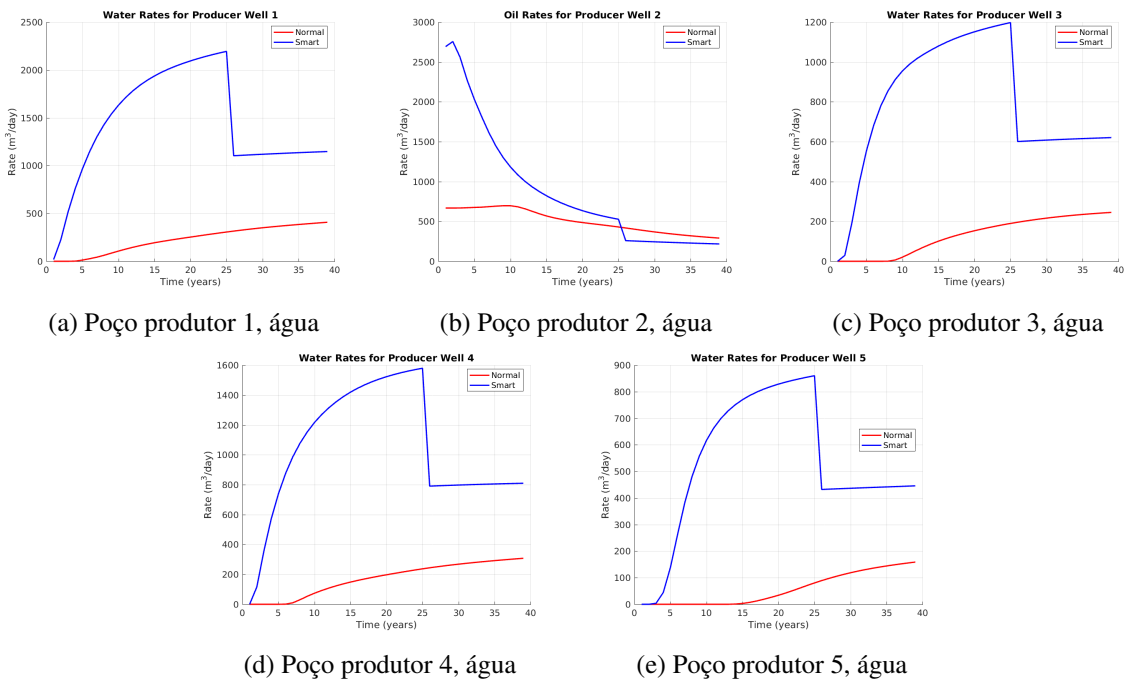 Water Rates for Producer Well 1
Rate (m³/day)
2500
2000
1500
1000
500
0
0 5 10 15 20 25 30 35 40
Time (years)
Normal
Smart
(a) Poço produtor 1, água
Oil Rates for Producer Well 2
Rate (m³/day)
3000
2500
2000
1500
1000
500
0
0 5 10 15 20 25 30 35 40
Time (years)
Normal
Smart
(b) Poço produtor 2, água
Water Rates for Producer Well 3
Rate (m³/day)
1200
1000
800
600
400
200
0
0 5 10 15 20 25 30 35 40
Time (years)
Normal
Smart
(c) Poço produtor 3, água
Water Rates for Producer Well 4
Rate (m³/day)
1600
1400
1200
1000
800
600
400
200
0
0 5 10 15 20 25 30 35 40
Time (years)
Normal
Smart
(d) Poço produtor 4, água
Water Rates for Producer Well 5
Rate (m³/day)
900
800
700
600
500
400
300
200
100
0
0 5 10 15 20 25 30 35 40
Time (years)
Normal
Smart
(e) Poço produtor 5, água